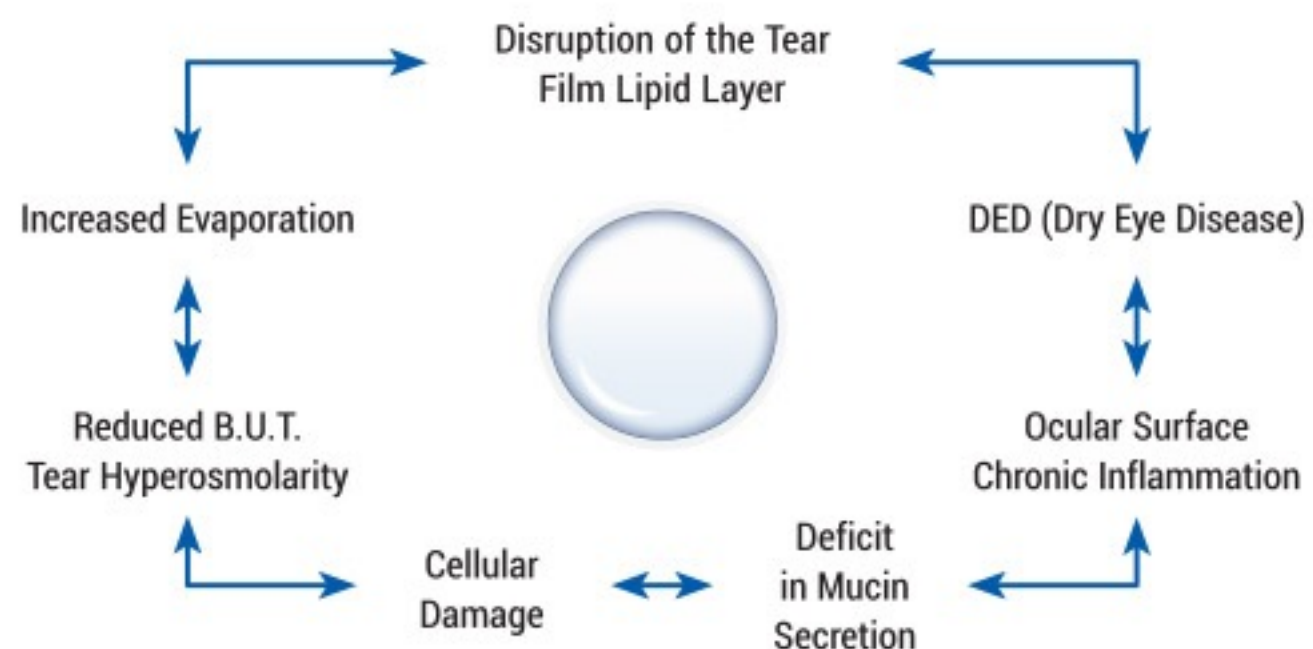 Disruption of the Tear
Film Lipid Layer
Increased Evaporation
DED (Dry Eye Disease)
Reduced B.U.T.
Tear Hyperosmolarity
Ocular Surface
Chronic Inflammation
Cellular
Damage
Deficit
in Mucin
Secretion